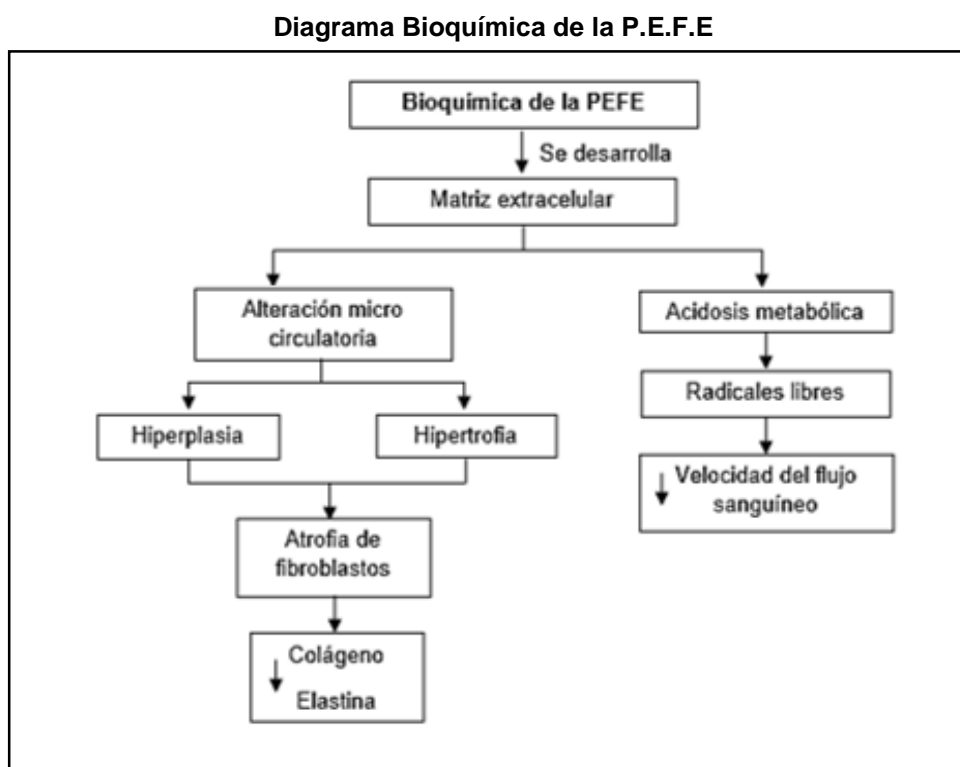 Diagrama Bioquímica de la P.E.F.E
Bioquimica de la PEFE
Se desarrolla
Matriz extracelular
Alteración micro
circulatoria
Acidosis metabólica
Hiperplasia
Hipertrofia
Radicales libres
Velocidad del flujo
sanguíneo
Atrofia de
fibroblastos
Colágeno
Elastina